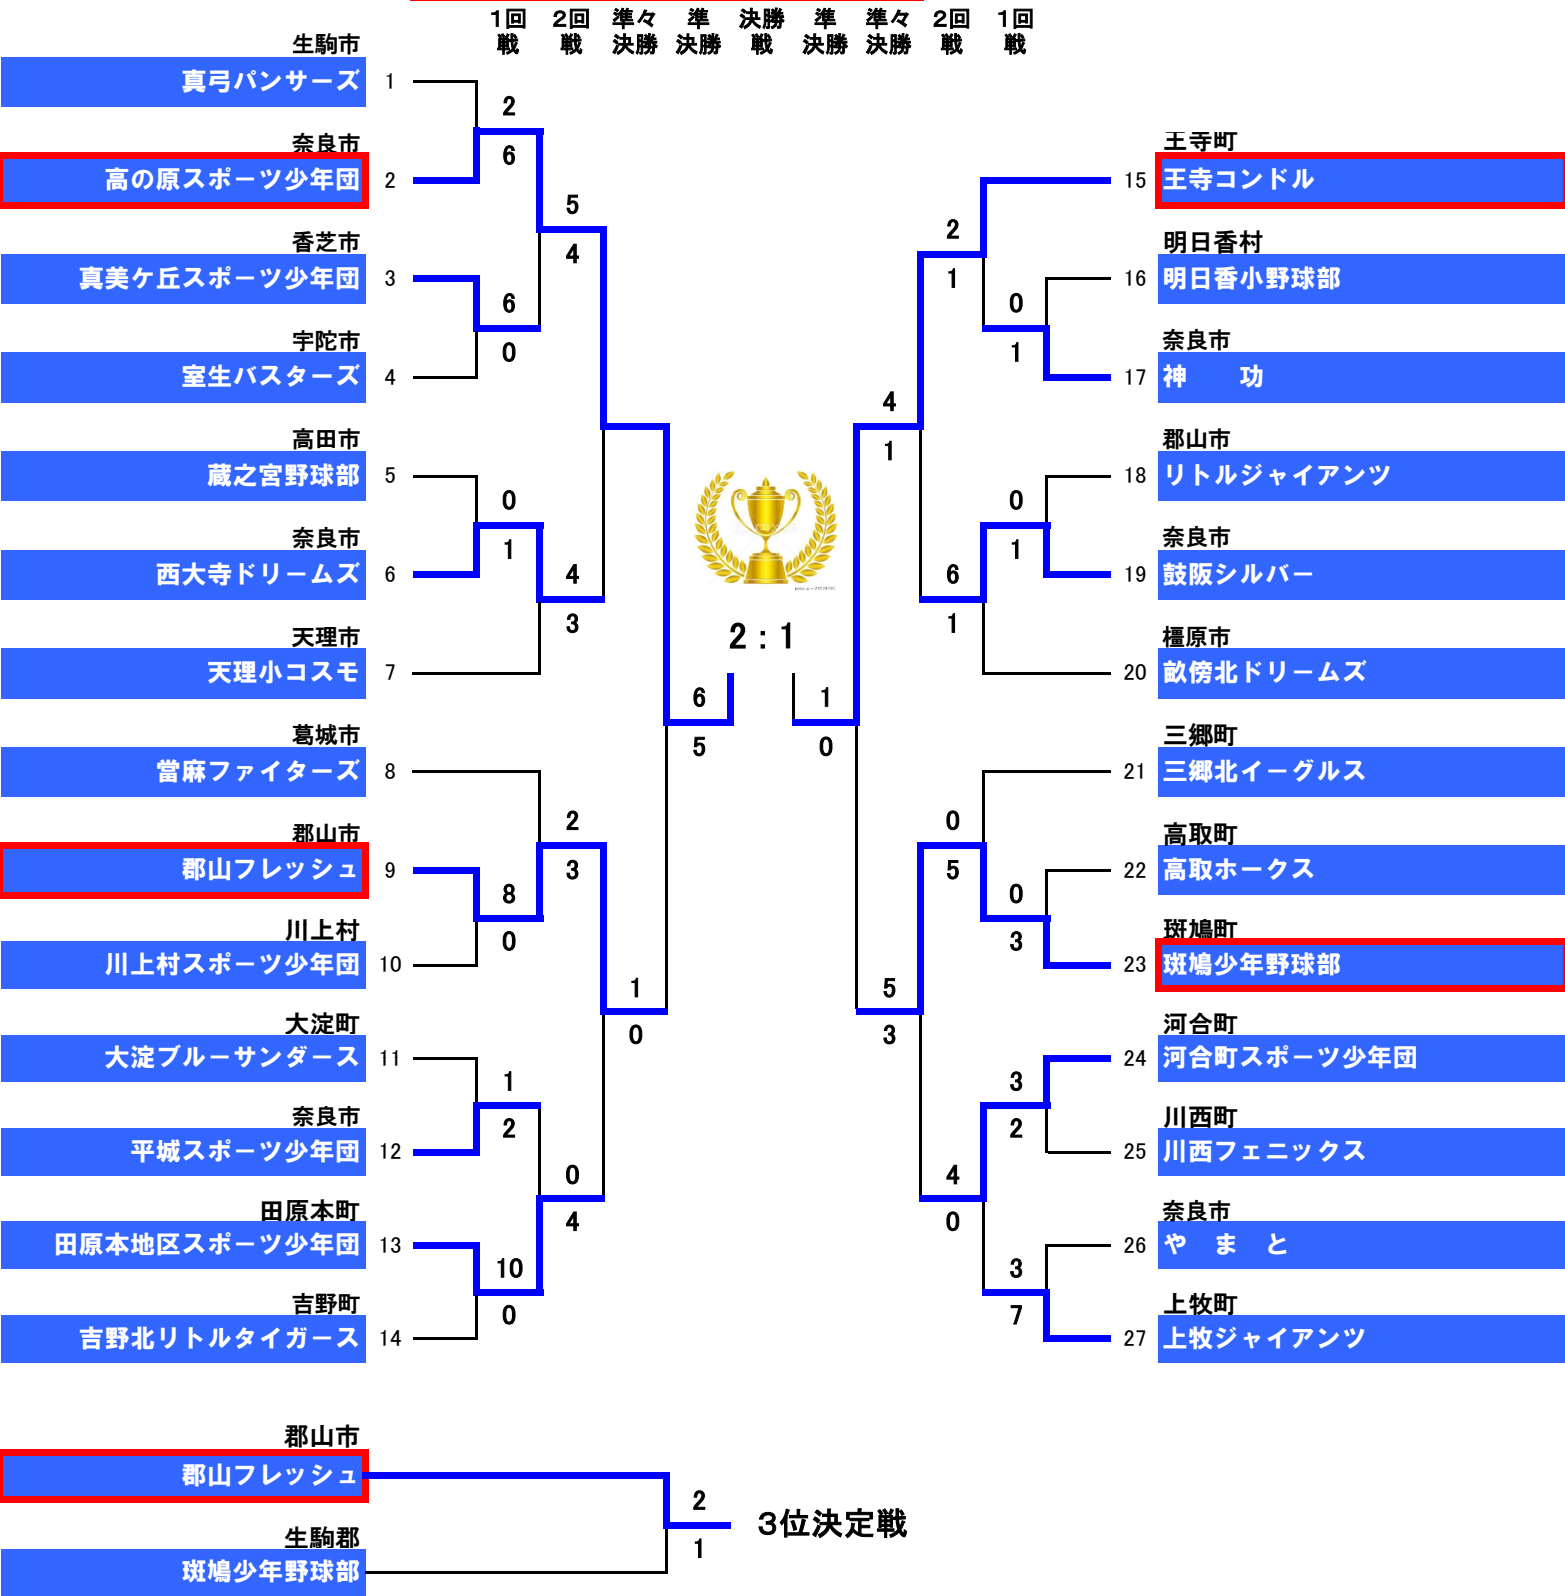 1回戦
2回戦
準々決勝
準決勝
決勝戦
準決勝
準々決勝
2回戦
1回戦
生駒市
真弓パンサーズ 1
奈良市
高の原スポーツ少年団 2
香芝市
真美ケ丘スポーツ少年団 3
宇陀市
室生バスターズ 4
高田市
蔵之宮野球部 5
奈良市
西大寺ドリームズ 6
天理市
天理小コスモ 7
葛城市
當麻ファイターズ 8
郡山市
郡山フレッシュ 9
川上村
川上村スポーツ少年団 10
大淀町
大淀ブルーサンダース 11
奈良市
平城スポーツ少年団 12
田原本町
田原本地区スポーツ少年団 13
吉野町
吉野北リトルタイガース 14
2
6
6
0
0
1
8
0
1
2
10
0
5
4
4
3
2
3
0
4
1
0
6
5
2 : 1
1
0
4
1
5
3
2
1
6
1
0
5
4
0
0
1
0
1
0
3
3
2
3
7
王寺町
15 王寺コンドル
明日香村
16 明日香小野球部
奈良市
17 神　功
郡山市
18 リトルジャイアンツ
奈良市
19 鼓阪シルバー
橿原市
20 畝傍北ドリームズ
三郷町
21 三郷北イーグルス
高取町
22 高取ホークス
斑鳩町
23 斑鳩少年野球部
河合町
24 河合町スポーツ少年団
川西町
25 川西フェニックス
奈良市
26 や　ま　と
上牧町
27 上牧ジャイアンツ
郡山市
郡山フレッシュ
2
1
3位決定戦
生駒郡
斑鳩少年野球部